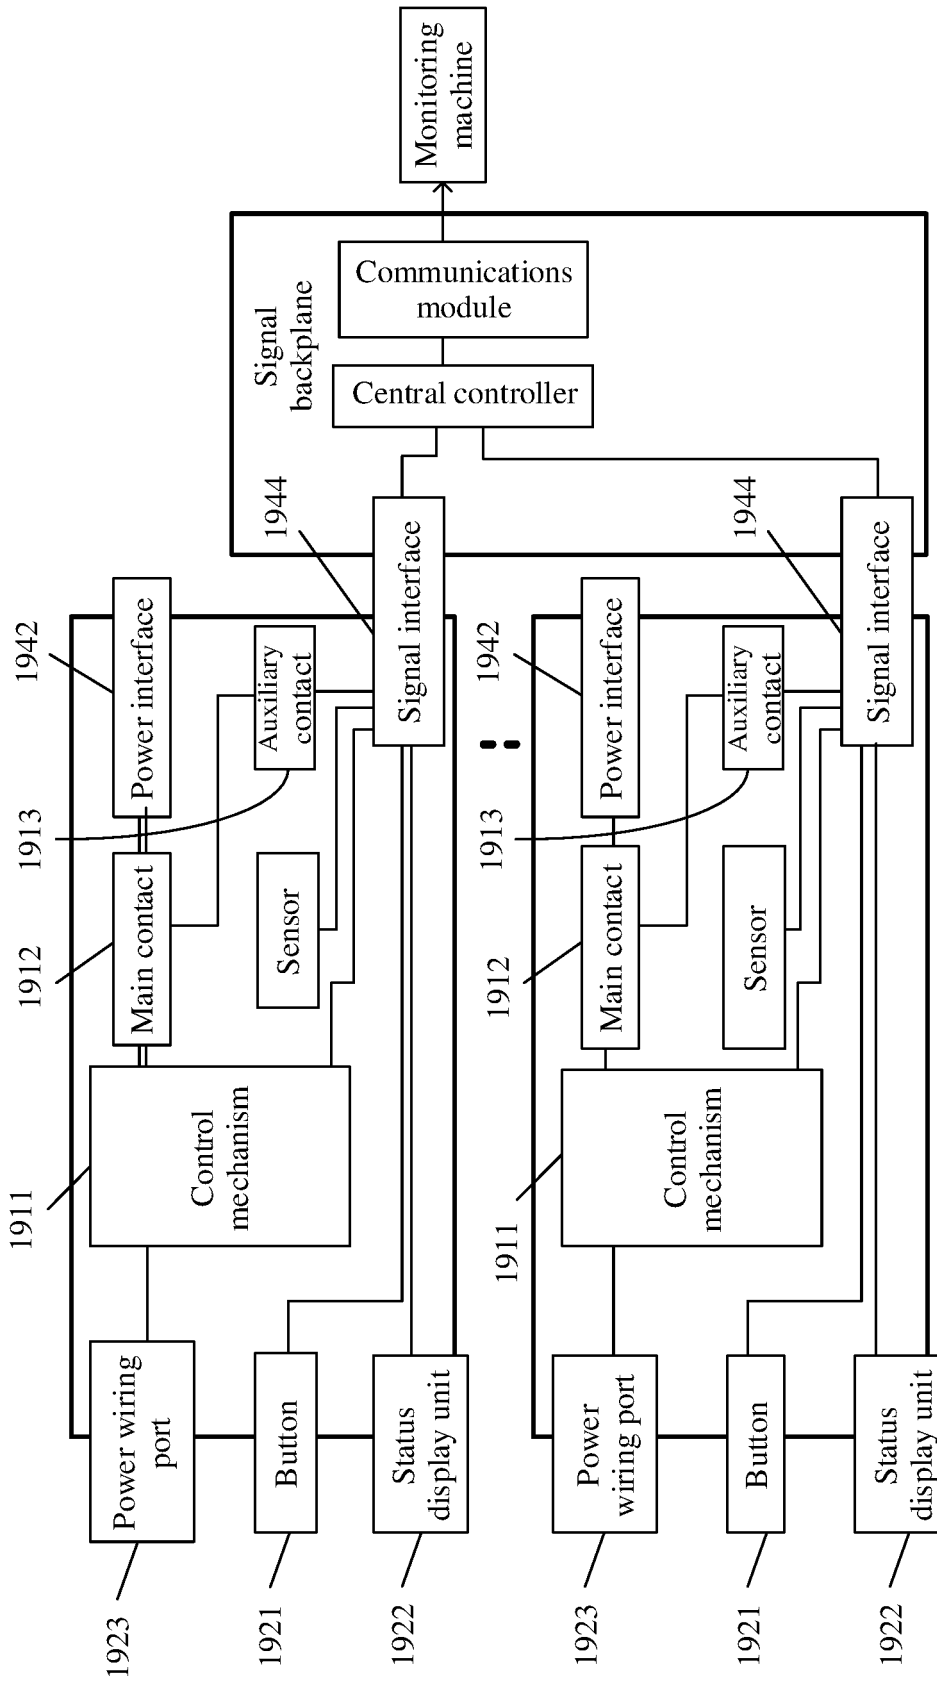 Monitoring
machine
Signal
backplane
Communications
module
Central controller
1944
1944
1942
Power interface
Auxiliary
contact
Signal interface
1913
1912
Main contact
Sensor
1911
Control
mechanism
Power wiring
port
Button
Status
display unit
1923
1921
1922
1942
Power interface
Auxiliary
contact
Signal interface
1913
1912
Main contact
Sensor
1911
Control
mechanism
Power
wiring port
Button
Status
display unit
1923
1921
1922